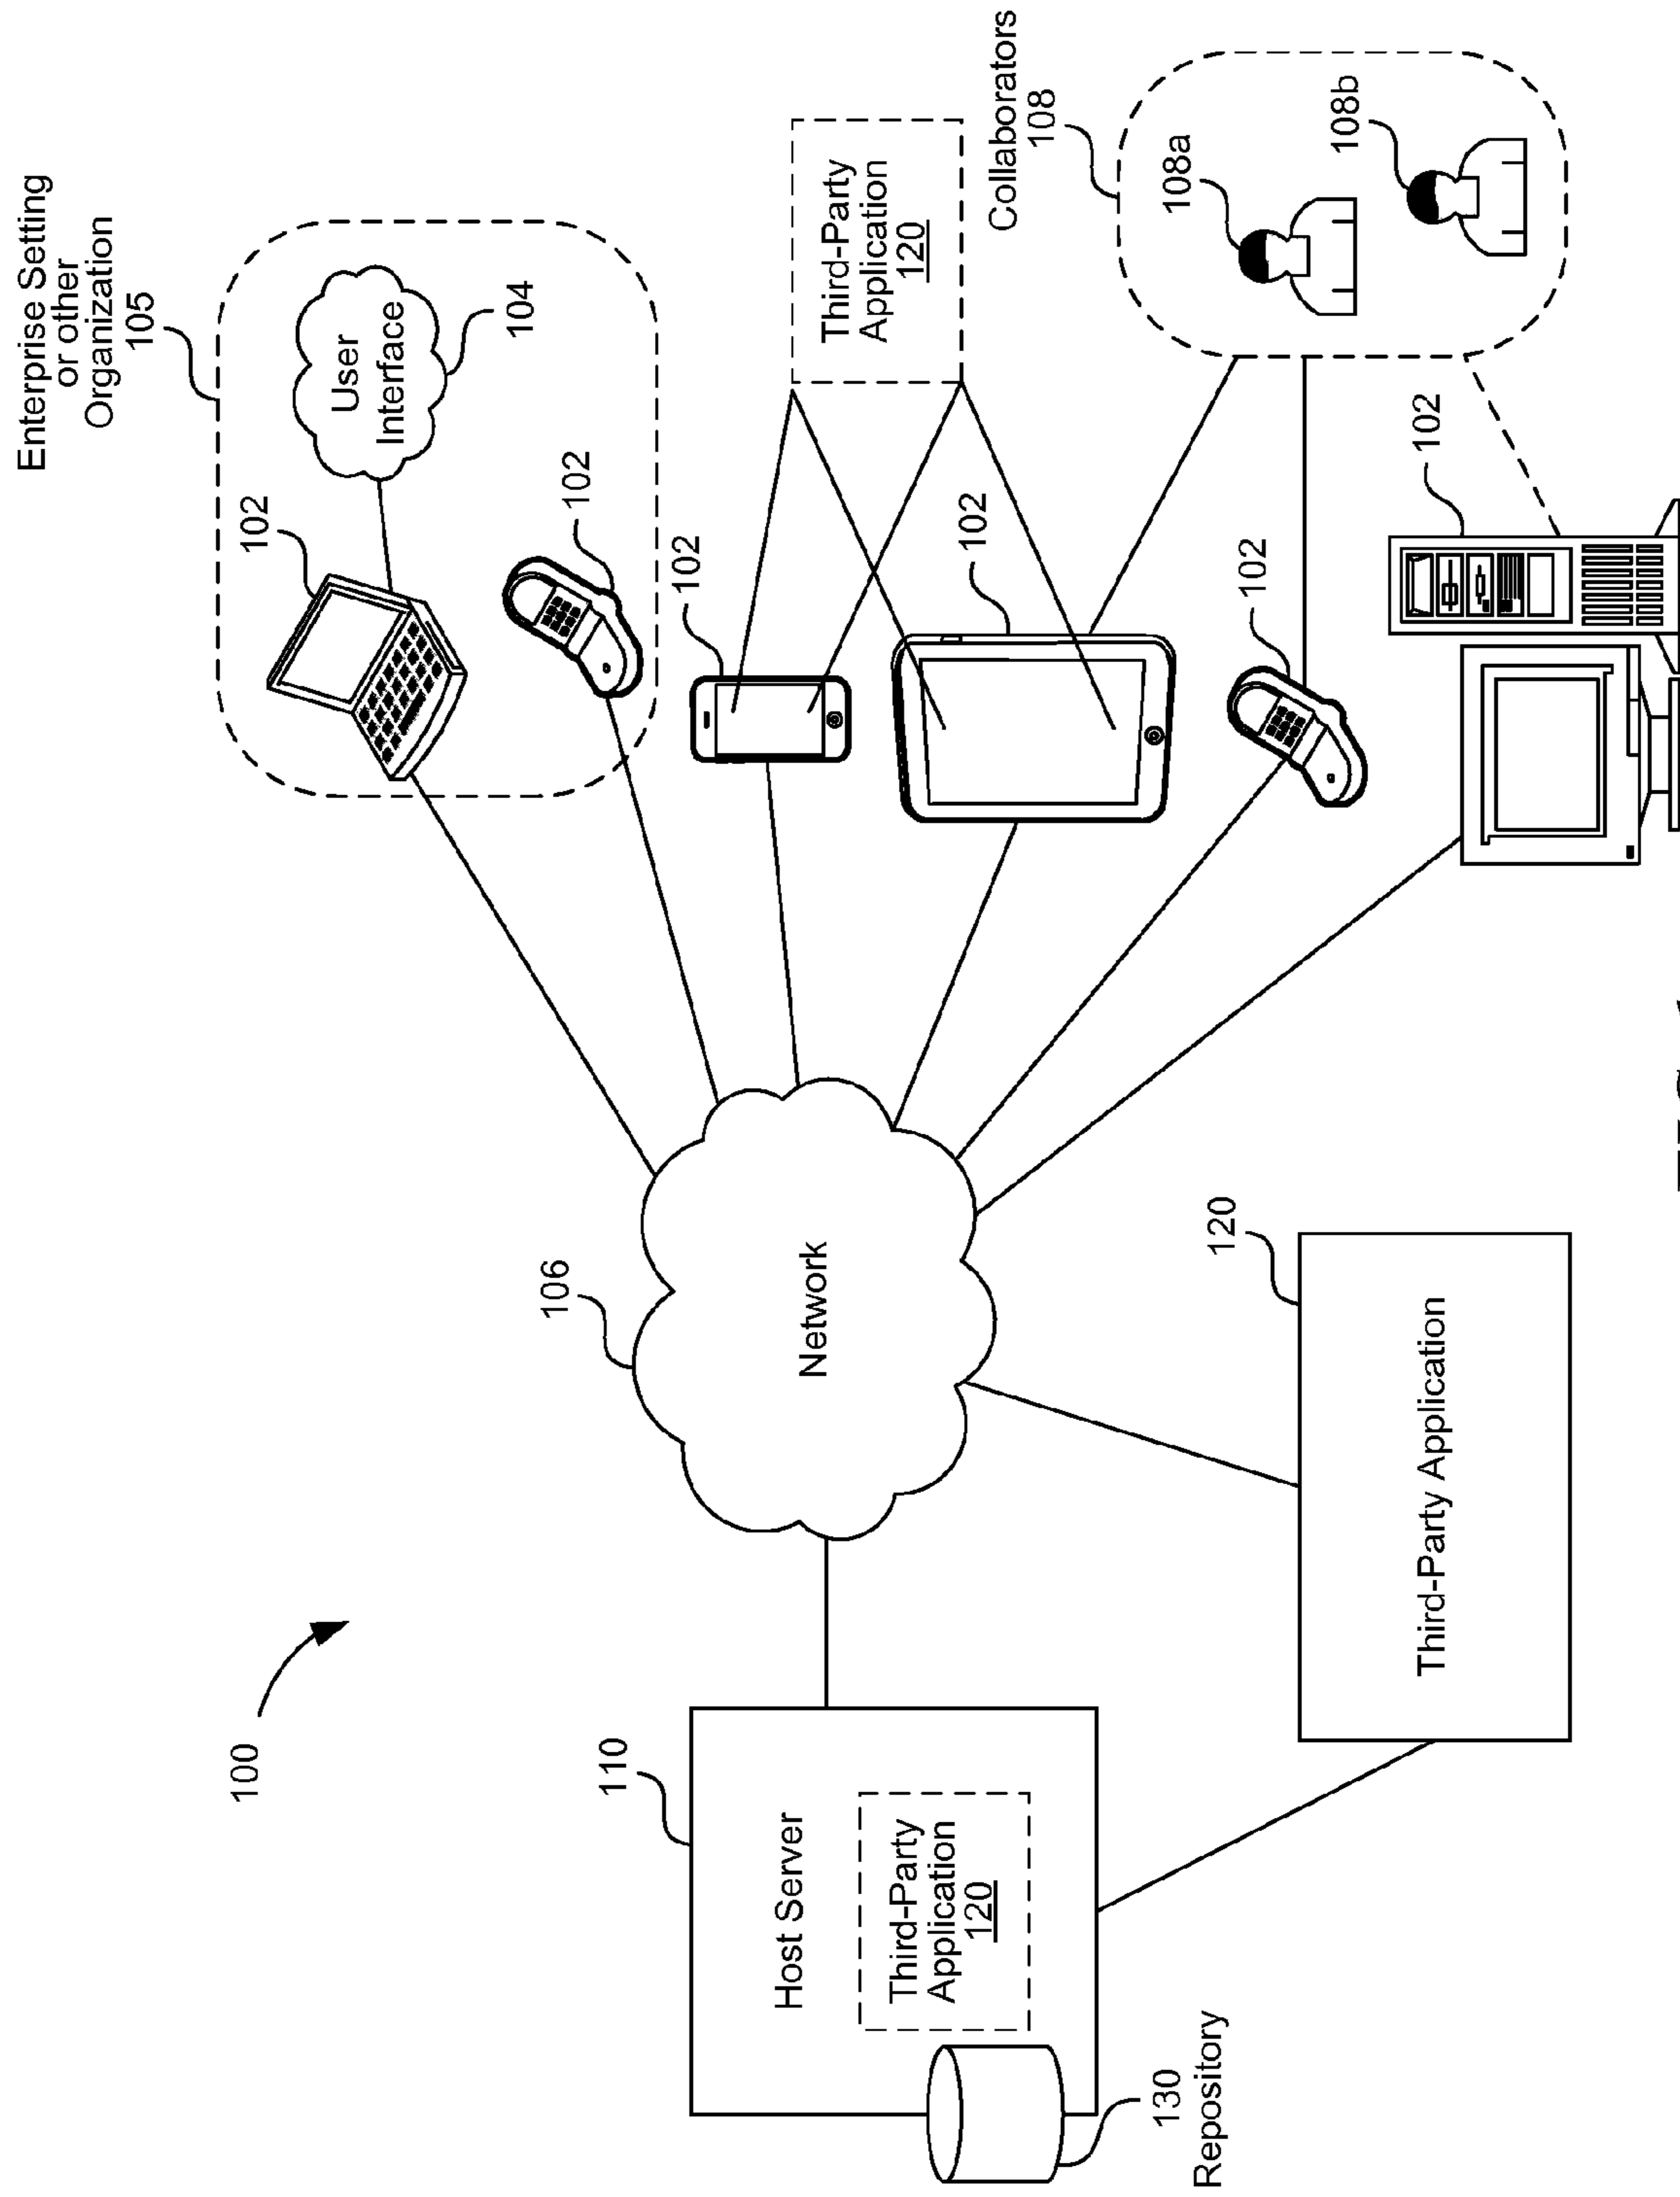 100
Enterprise Setting
or other
Organization
105
102
User
Interface
104
102
106
102
Third-Party
Application
120
110
Host Server
Network
102
Collaborators
108
Third-Party
Application
120
102
108a
130
Repository
120
Third-Party Application
102
108b